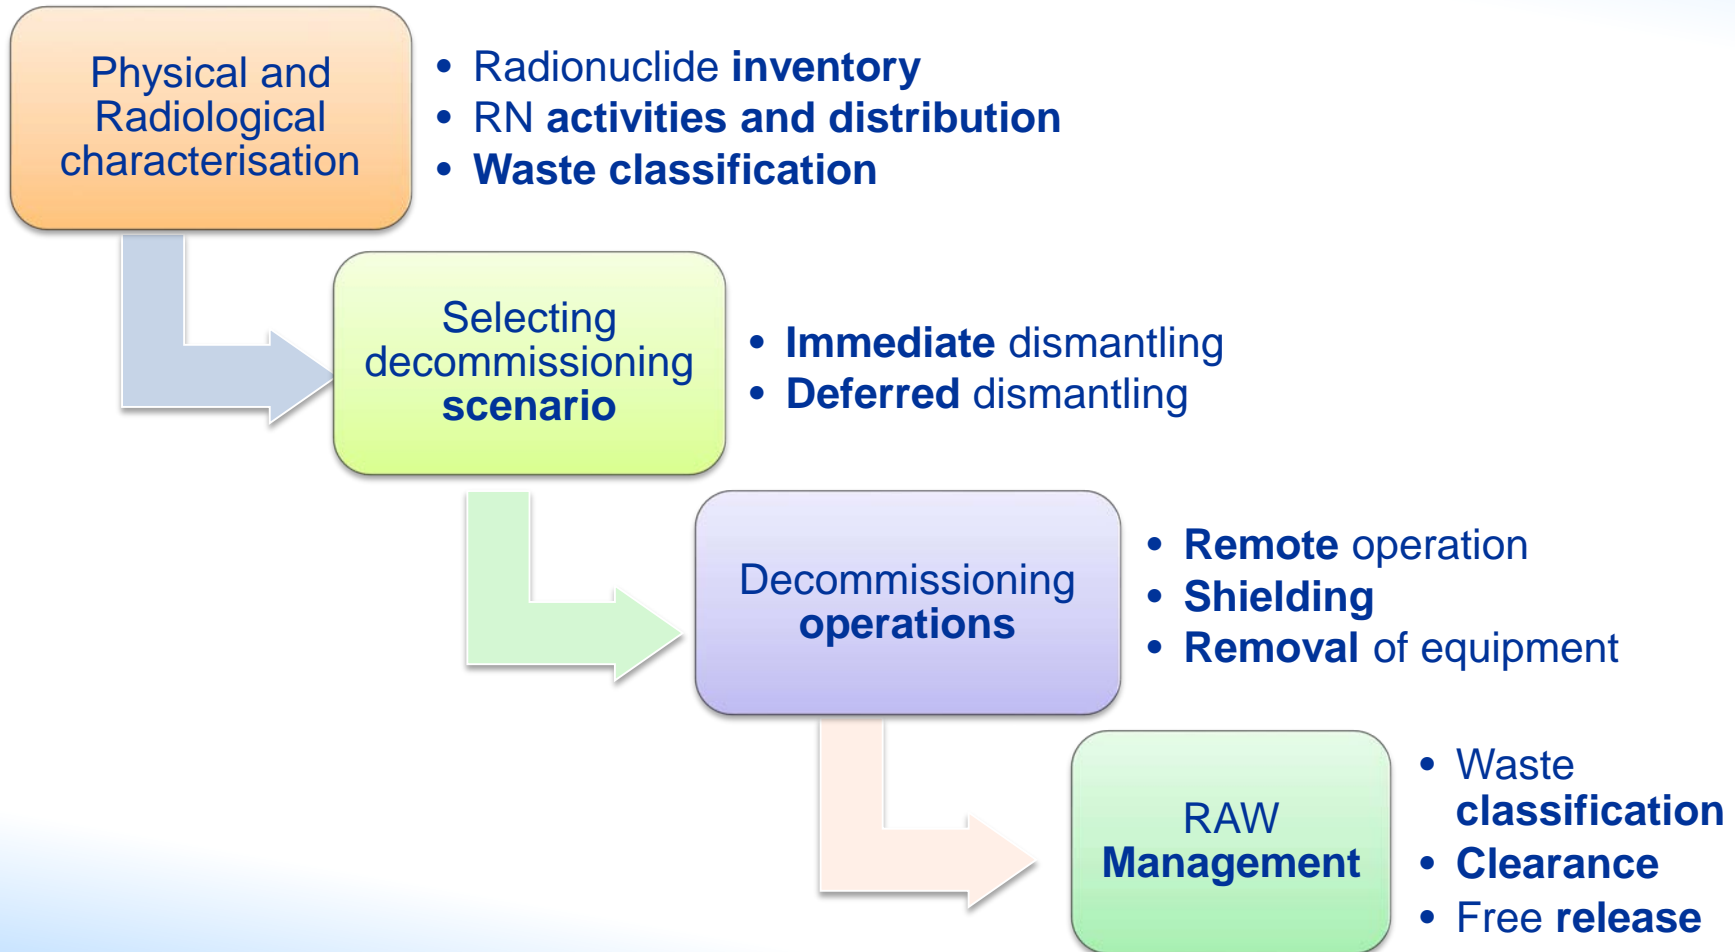 Physical and
Radiological
characterisation
• Radionuclide inventory
• RN activities and distribution
• Waste classification
Selecting
decommissioning
scenario
• Immediate dismantling
• Deferred dismantling
Decommissioning
operations
• Remote operation
• Shielding
• Removal of equipment
RAW
Management
• Waste
classification
• Clearance
• Free release